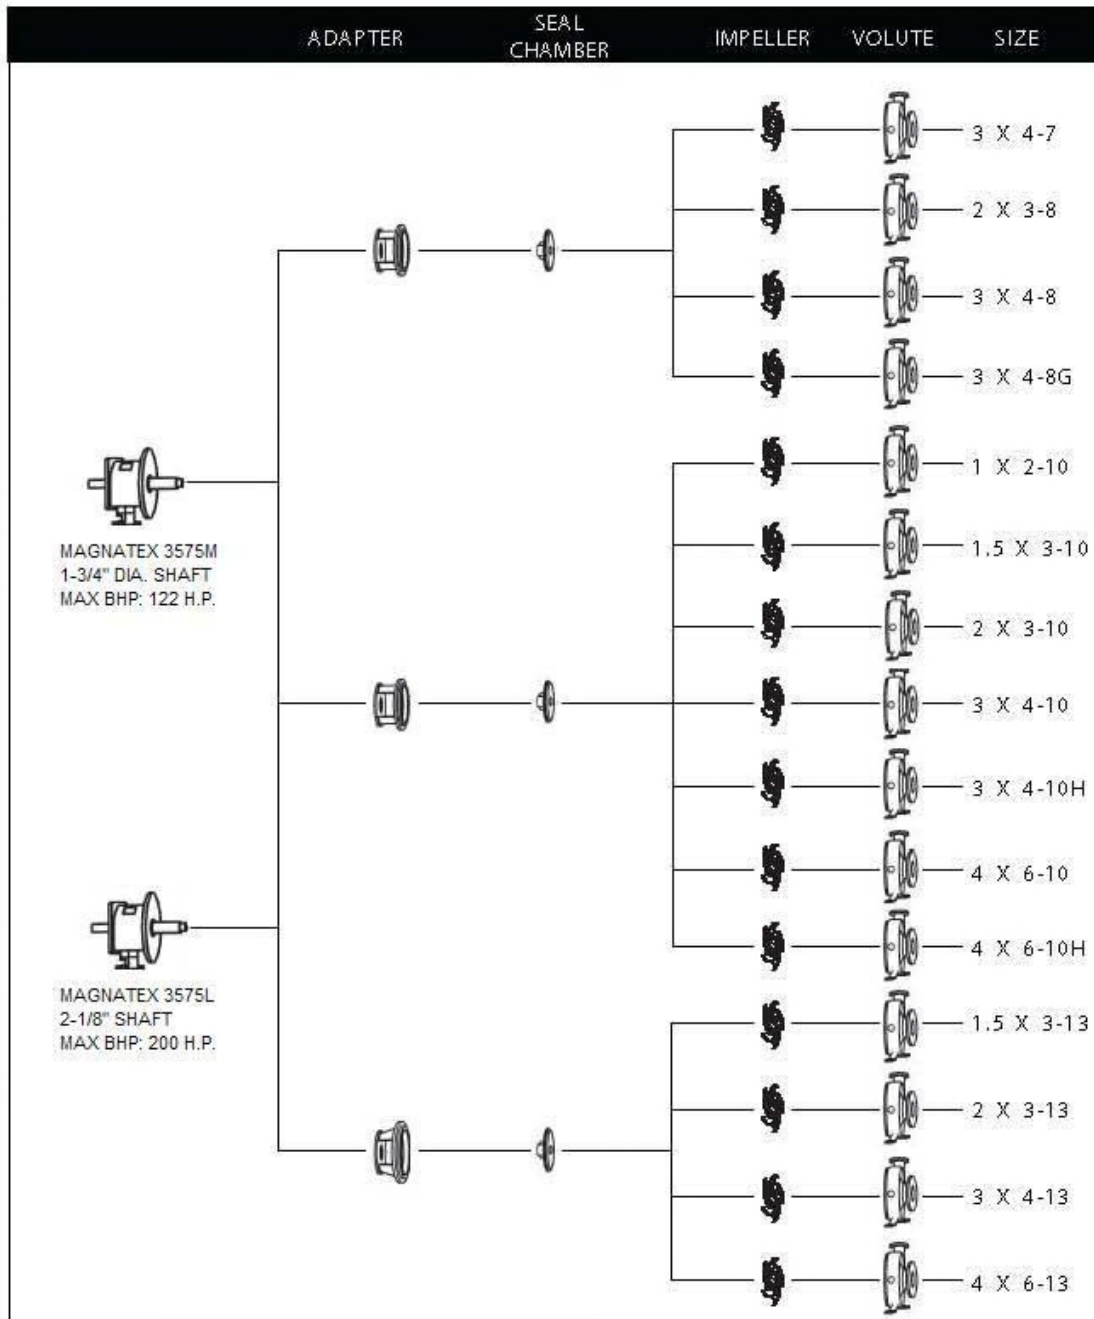 ADAPTER
SEAL
CHAMBER
IMPELLER
VOLUTE
SIZE
3 X 4-7
2 X 3-8
3 X 4-8
3 X 4-8G
1 X 2-10
MAGNATEX 3575M
1-3/4" DIA. SHAFT
MAX BHP: 122 H.P.
1.5 X 3-10
2 X 3-10
3 X 4-10
3 X 4-10H
4 X 6-10
4 X 6-10H
MAGNATEX 3575L
2-1/8" SHAFT
MAX BHP: 200 H.P.
1.5 X 3-13
2 X 3-13
3 X 4-13
4 X 6-13